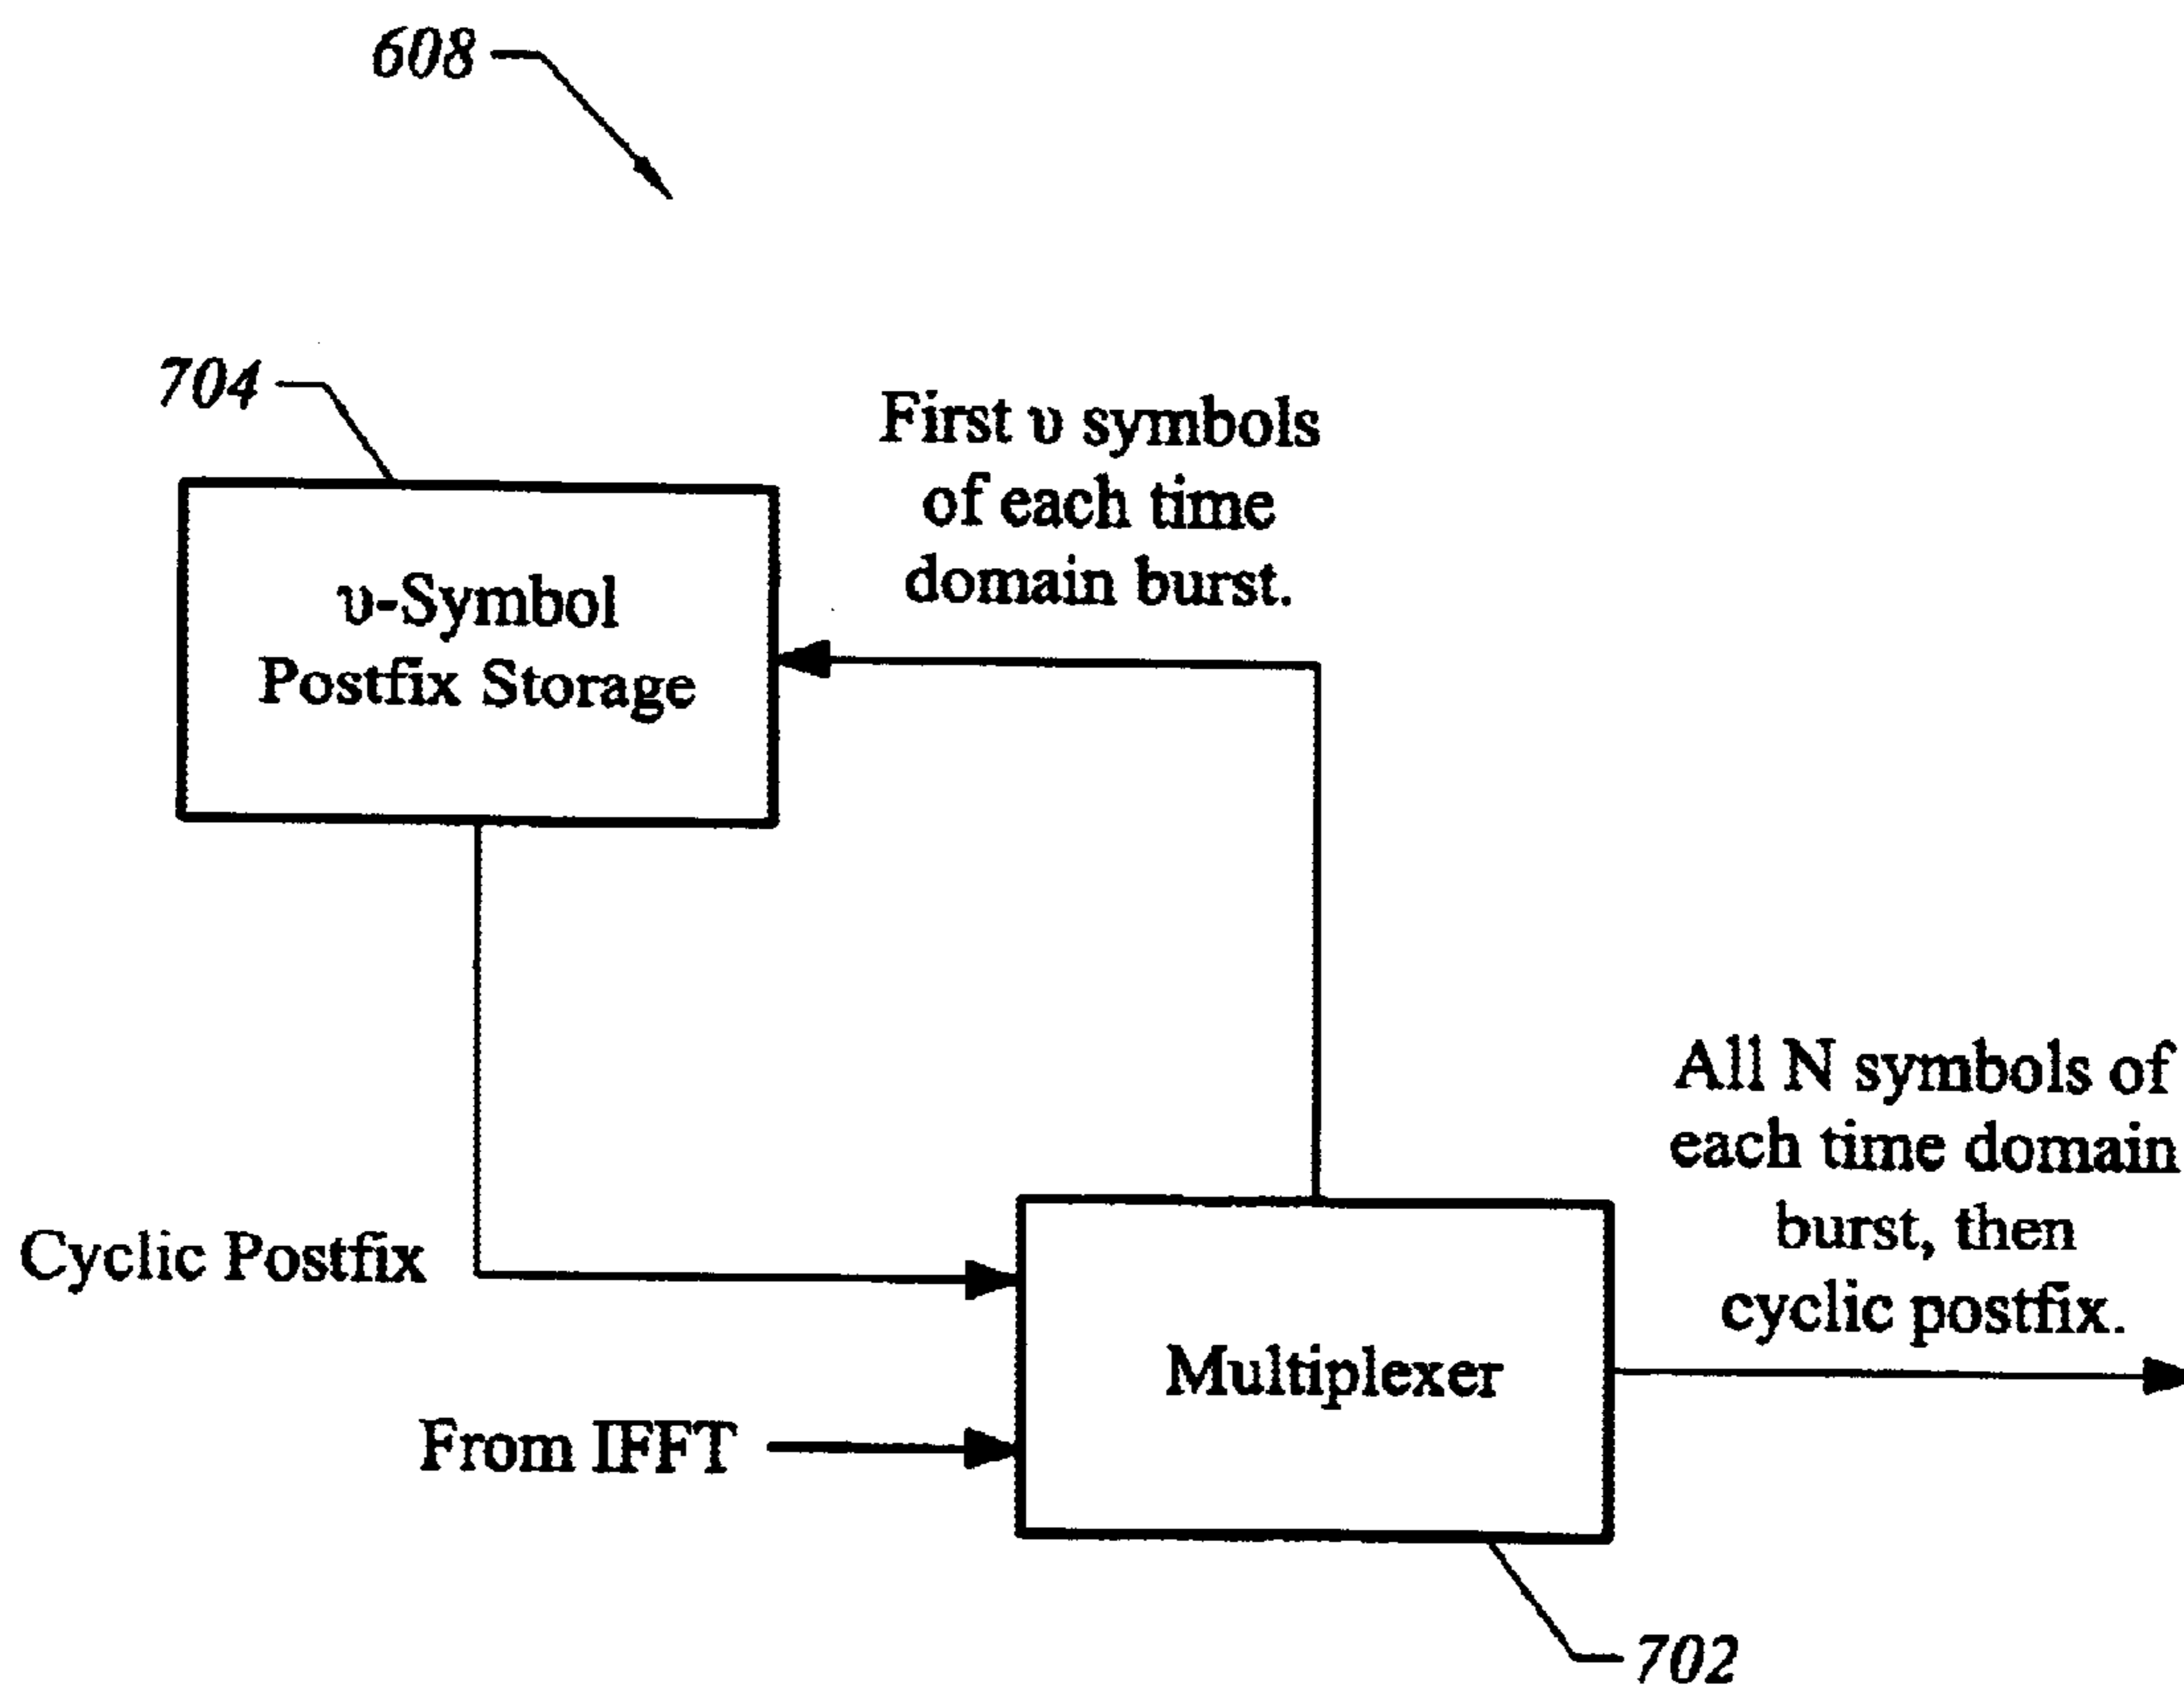 608
704
First υ symbols
of each time
domain burst.
υ-Symbol
Postfix Storage
All N symbols of
each time domain
burst, then
cyclic postfix.
Cyclic Postfix
Multiplexer
From IFFT
702